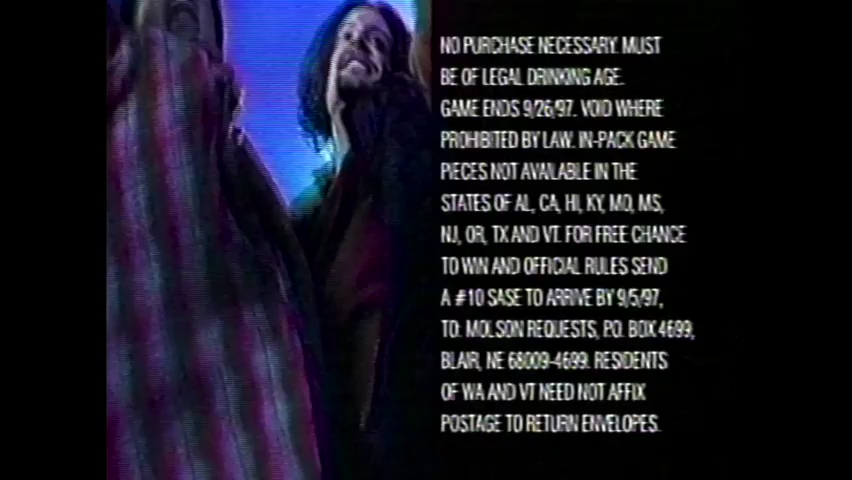 NO PURCHASE NECESSARY. MUST
BE OF LEGAL DRINKING AGE.
GAME ENDS 9/26/97. VOID WHERE
PROHIBITED BY LAW. IN-PACK GAME
PIECES NOT AVAILABLE IN THE
STATES OF AL, CA, HI, KY, MO, MS,
NJ, OR, TX AND VT. FOR FREE CHANCE
TO WIN AND OFFICIAL RULES SEND
A #10 SASE TO ARRIVE BY 9/5/97,
TO: MOLSON REQUESTS, P.O. BOX 4699,
BLAIR, NE 68009-4699. RESIDENTS
OF WA AND VT NEED NOT AFFIX
POSTAGE TO RETURN ENVELOPES.